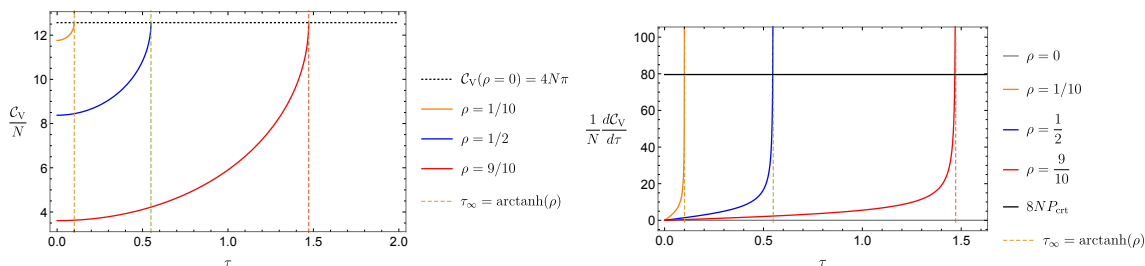 12
10
8
6
4
0.0
0.5
1.0
1.5
2.0
τ
𝒞_V/N
𝒞_V(ρ = 0) = 4Nπ
ρ = 1/10
ρ = 1/2
ρ = 9/10
τ_∞ = arctanh(ρ)
100
80
60
40
20
0
0.0
0.5
1.0
1.5
τ
1/N d𝒞_V/dτ
ρ = 0
ρ = 1/10
ρ = 1/2
ρ = 9/10
8NP_crt
τ_∞ = arctanh(ρ)